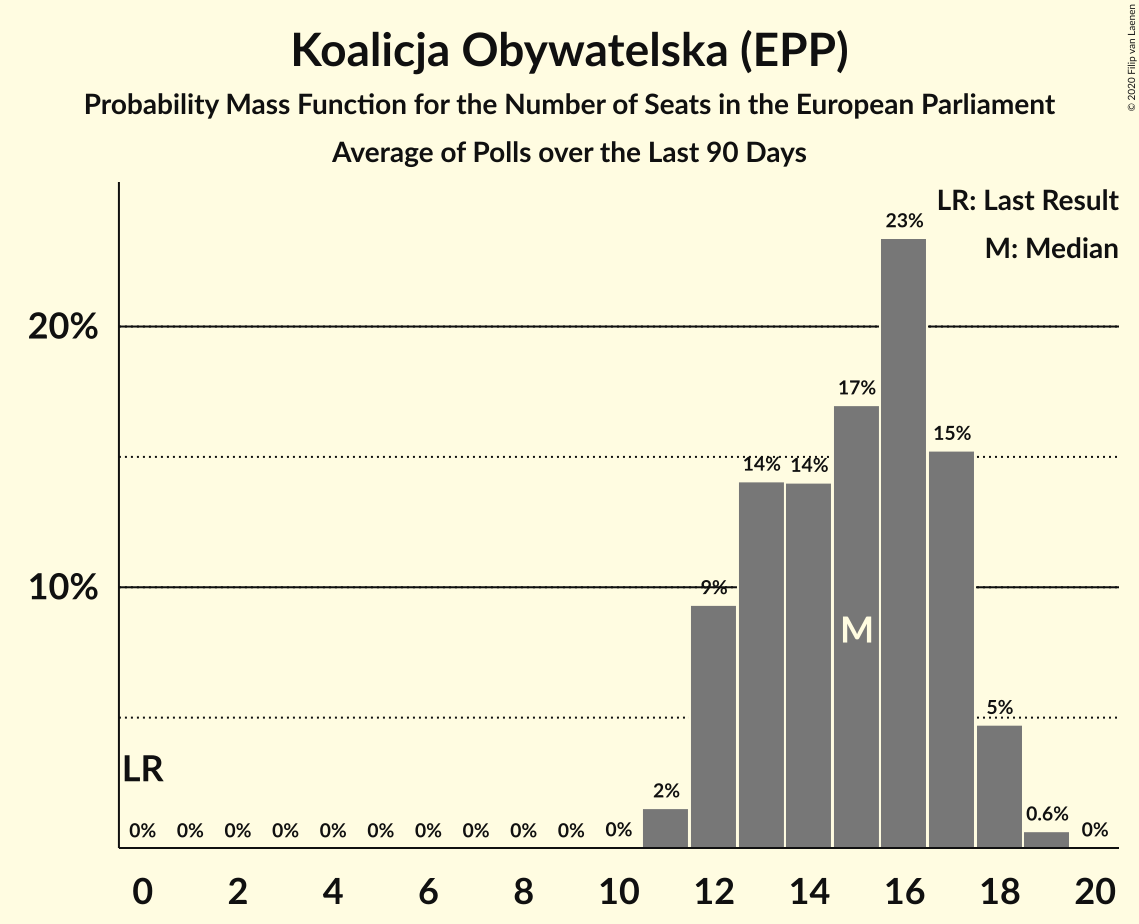 Koalicja Obywatelska (EPP)
Probability Mass Function for the Number of Seats in the European Parliament
Average of Polls over the Last 90 Days
© 2020 Filip van Laenen
LR: Last Result
M: Median
23%
20%
17%
15%
14% 14%
10%
9%
M
5%
LR
2%
0.6%
0% 0% 0% 0% 0% 0% 0% 0% 0% 0% 0% 0%
0 2 4 6 8 10 12 14 16 18 20